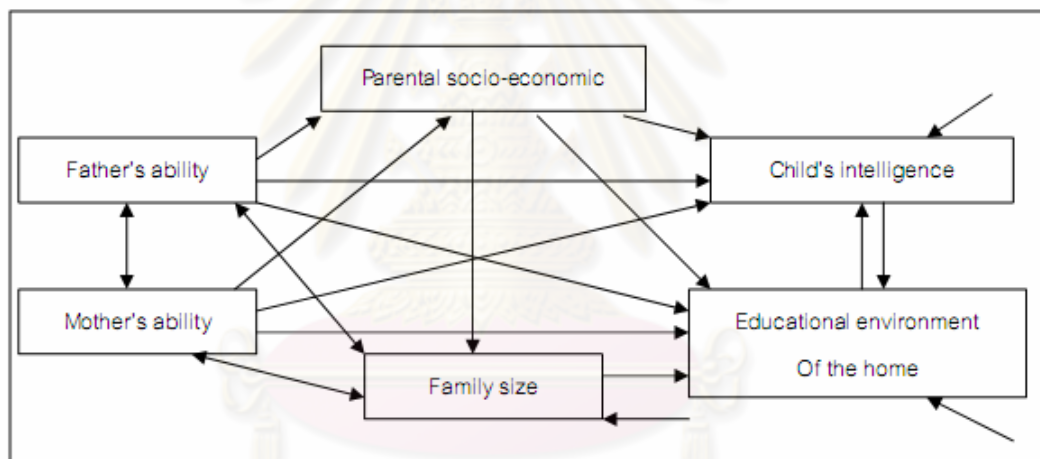 Parental socio-economic
Father's ability
Child's intelligence
Mother's ability
Educational environment
Of the home
Family size